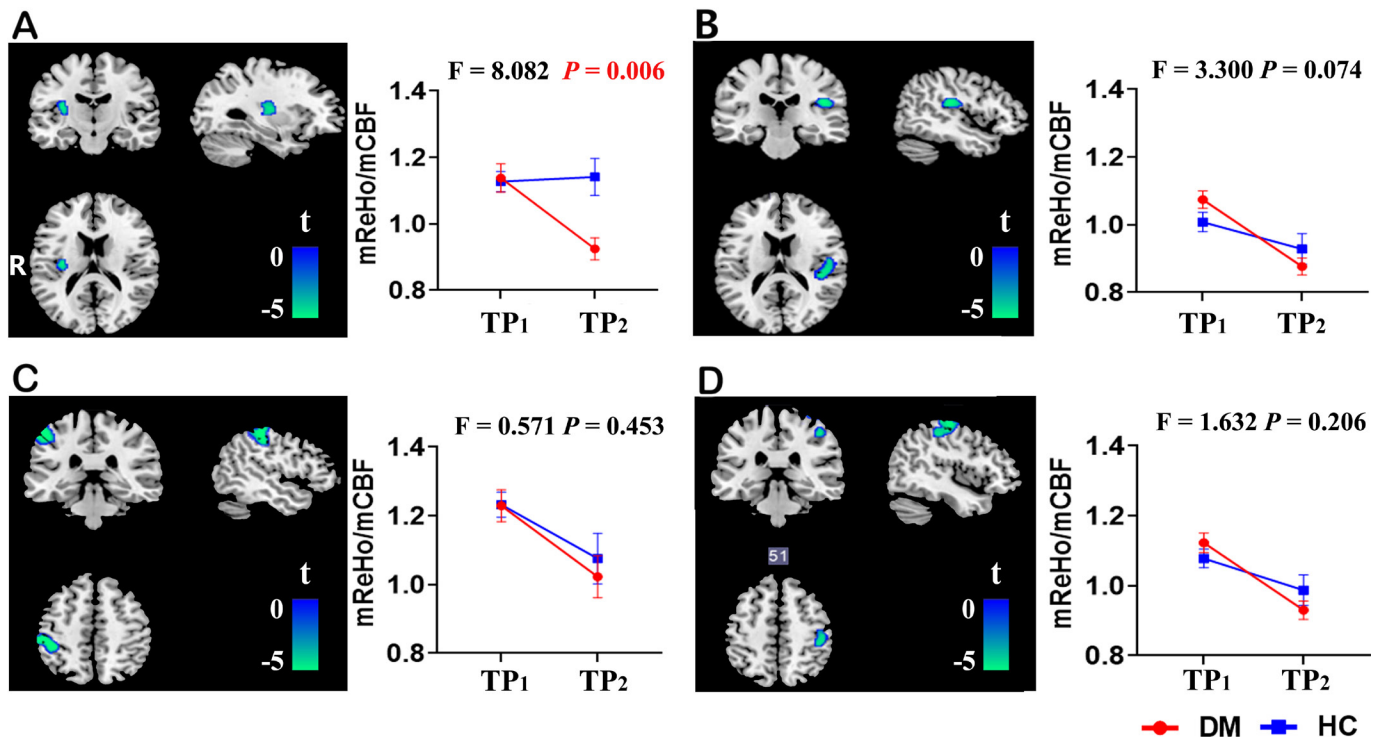 A
F = 8.082 P = 0.006
mReHo/mCBF
1.4
1.2
1.0
0.8
TP1 TP2
R
t
0
-5
B
F = 3.300 P = 0.074
mReHo/mCBF
1.4
1.2
1.0
0.8
TP1 TP2
t
0
-5
C
F = 0.571 P = 0.453
mReHo/mCBF
1.4
1.2
1.0
0.8
TP1 TP2
t
0
-5
D
F = 1.632 P = 0.206
mReHo/mCBF
1.4
1.2
1.0
0.8
TP1 TP2
51
t
0
-5
DM HC